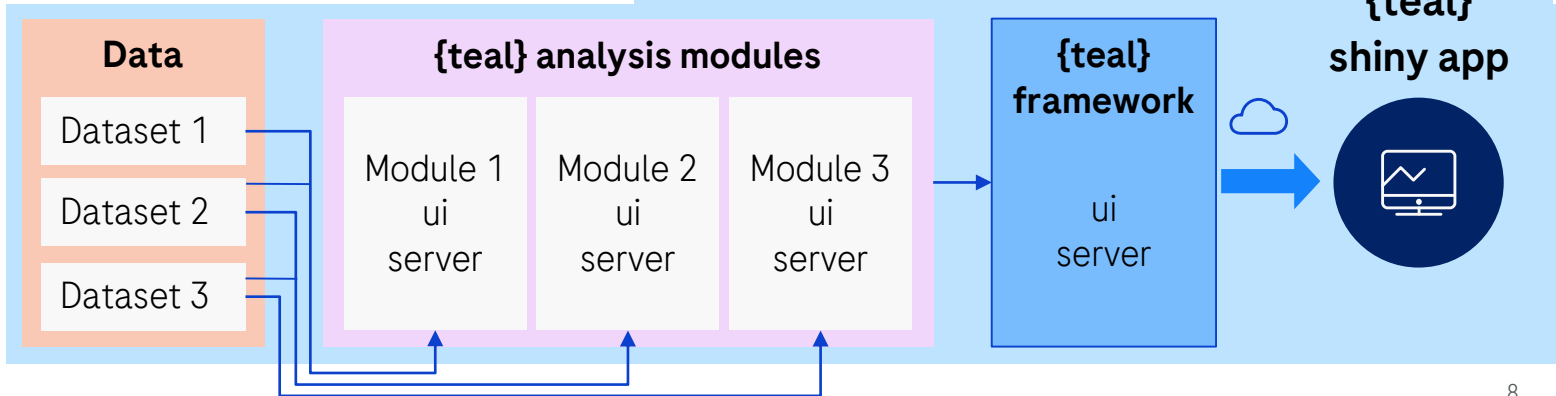 Data
Dataset 1
Dataset 2
Dataset 3
{teal} analysis modules
Module 1
ui
server
Module 2
ui
server
Module 3
ui
server
{teal}
framework
ui
server
{teal}
shiny app
8